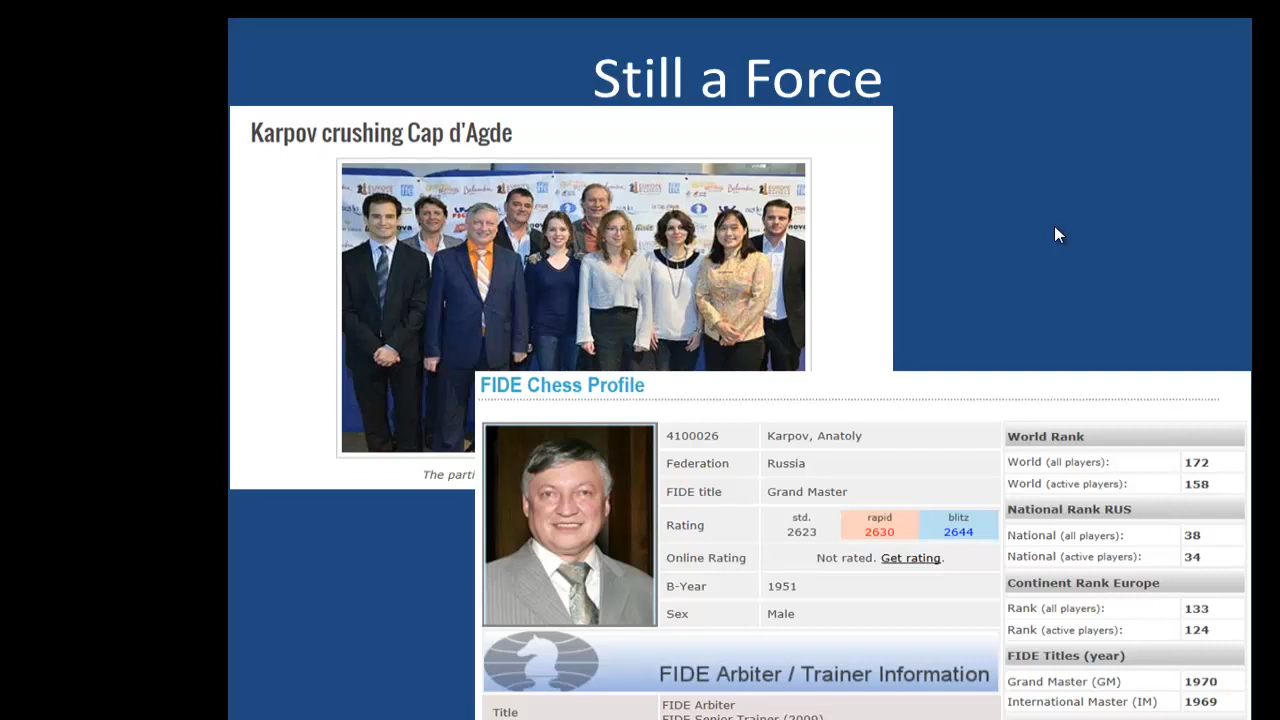 Still a Force
Karpov crushing Cap d'Agde
The parti
FIDE Chess Profile
4100026 Karpov, Anatoly
Federation Russia
FIDE title Grand Master
Rating std. 2623 rapid 2630 blitz 2644
Online Rating Not rated. Get rating.
B-Year 1951
Sex Male
FIDE Arbiter / Trainer Information
Title FIDE Arbiter
FIDE Senior Trainer (2009)
World Rank
World (all players): 172
World (active players): 158
National Rank RUS
National (all players): 38
National (active players): 34
Continent Rank Europe
Rank (all players): 133
Rank (active players): 124
FIDE Titles (year)
Grand Master (GM) 1970
International Master (IM) 1969